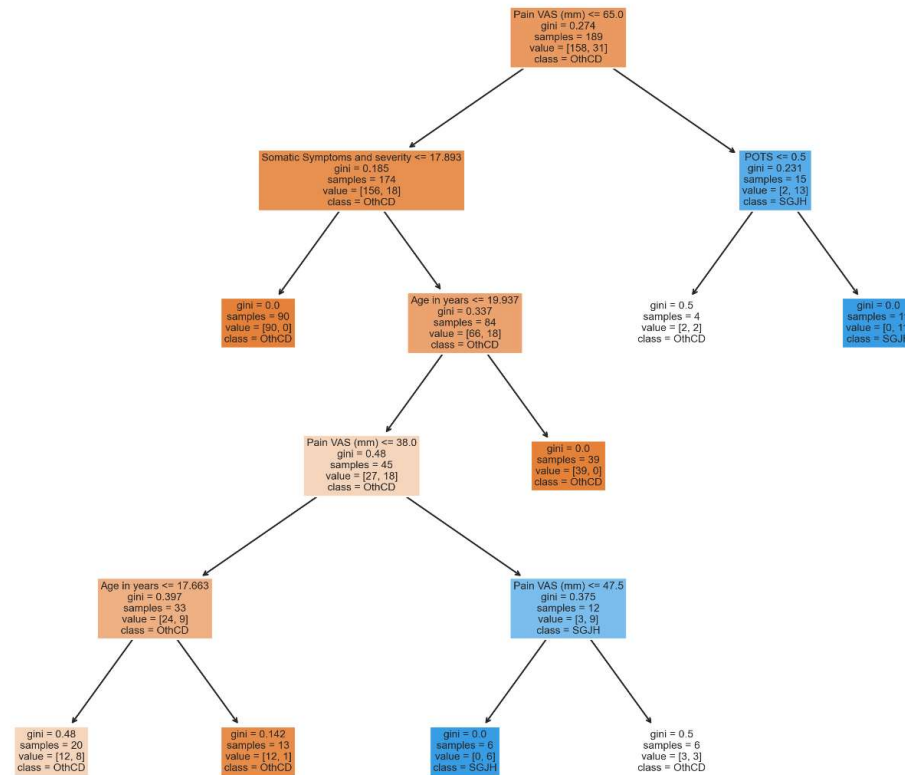 Pain VAS (mm) <= 65.0
gini = 0.274
samples = 189
value = [158, 31]
class = OthCD
Somatic Symptoms and severity <= 17.893
gini = 0.185
samples = 174
value = [156, 18]
class = OthCD
POTS <= 0.5
gini = 0.231
samples = 15
value = [2, 13]
class = SGJH
gini = 0.0
samples = 90
value = [90, 0]
class = OthCD
Age in years <= 19.937
gini = 0.337
samples = 84
value = [66, 18]
class = OthCD
gini = 0.5
samples = 4
value = [2, 2]
class = OthCD
gini = 0.0
samples =
value = [0,
class =
Pain VAS (mm) <= 38.0
gini = 0.48
samples = 45
value = [27, 18]
class = OthCD
gini = 0.0
samples = 39
value = [39, 0]
class = OthCD
Age in years <= 17.663
gini = 0.397
samples = 33
value = [24, 9]
class = OthCD
Pain VAS (mm) <= 47.5
gini = 0.375
samples = 12
value = [3, 9]
class = SGJH
gini = 0.48
samples = 20
value = [12, 8]
class = OthCD
gini = 0.142
samples = 13
value = [12, 1]
class = OthCD
gini = 0.0
samples = 6
value = [0, 6]
class = SGJH
gini = 0.5
samples = 6
value = [3, 3]
class = OthCD